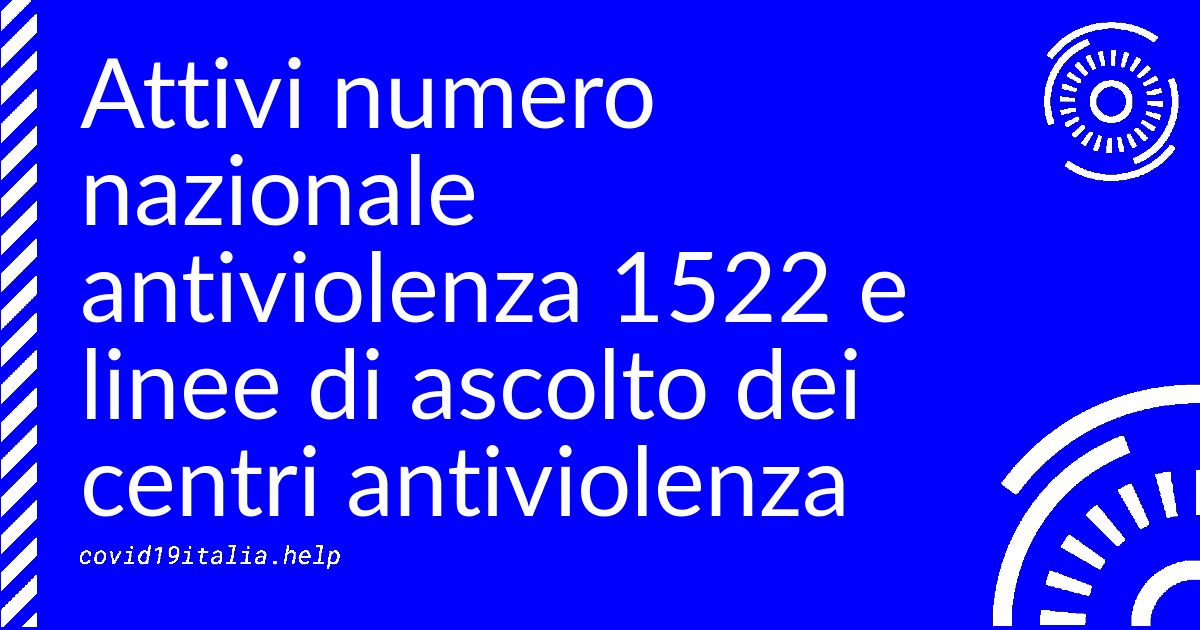 Attivi numero
nazionale
antiviolenza 1522 e
linee di ascolto dei
centri antiviolenza
covid19italia.help